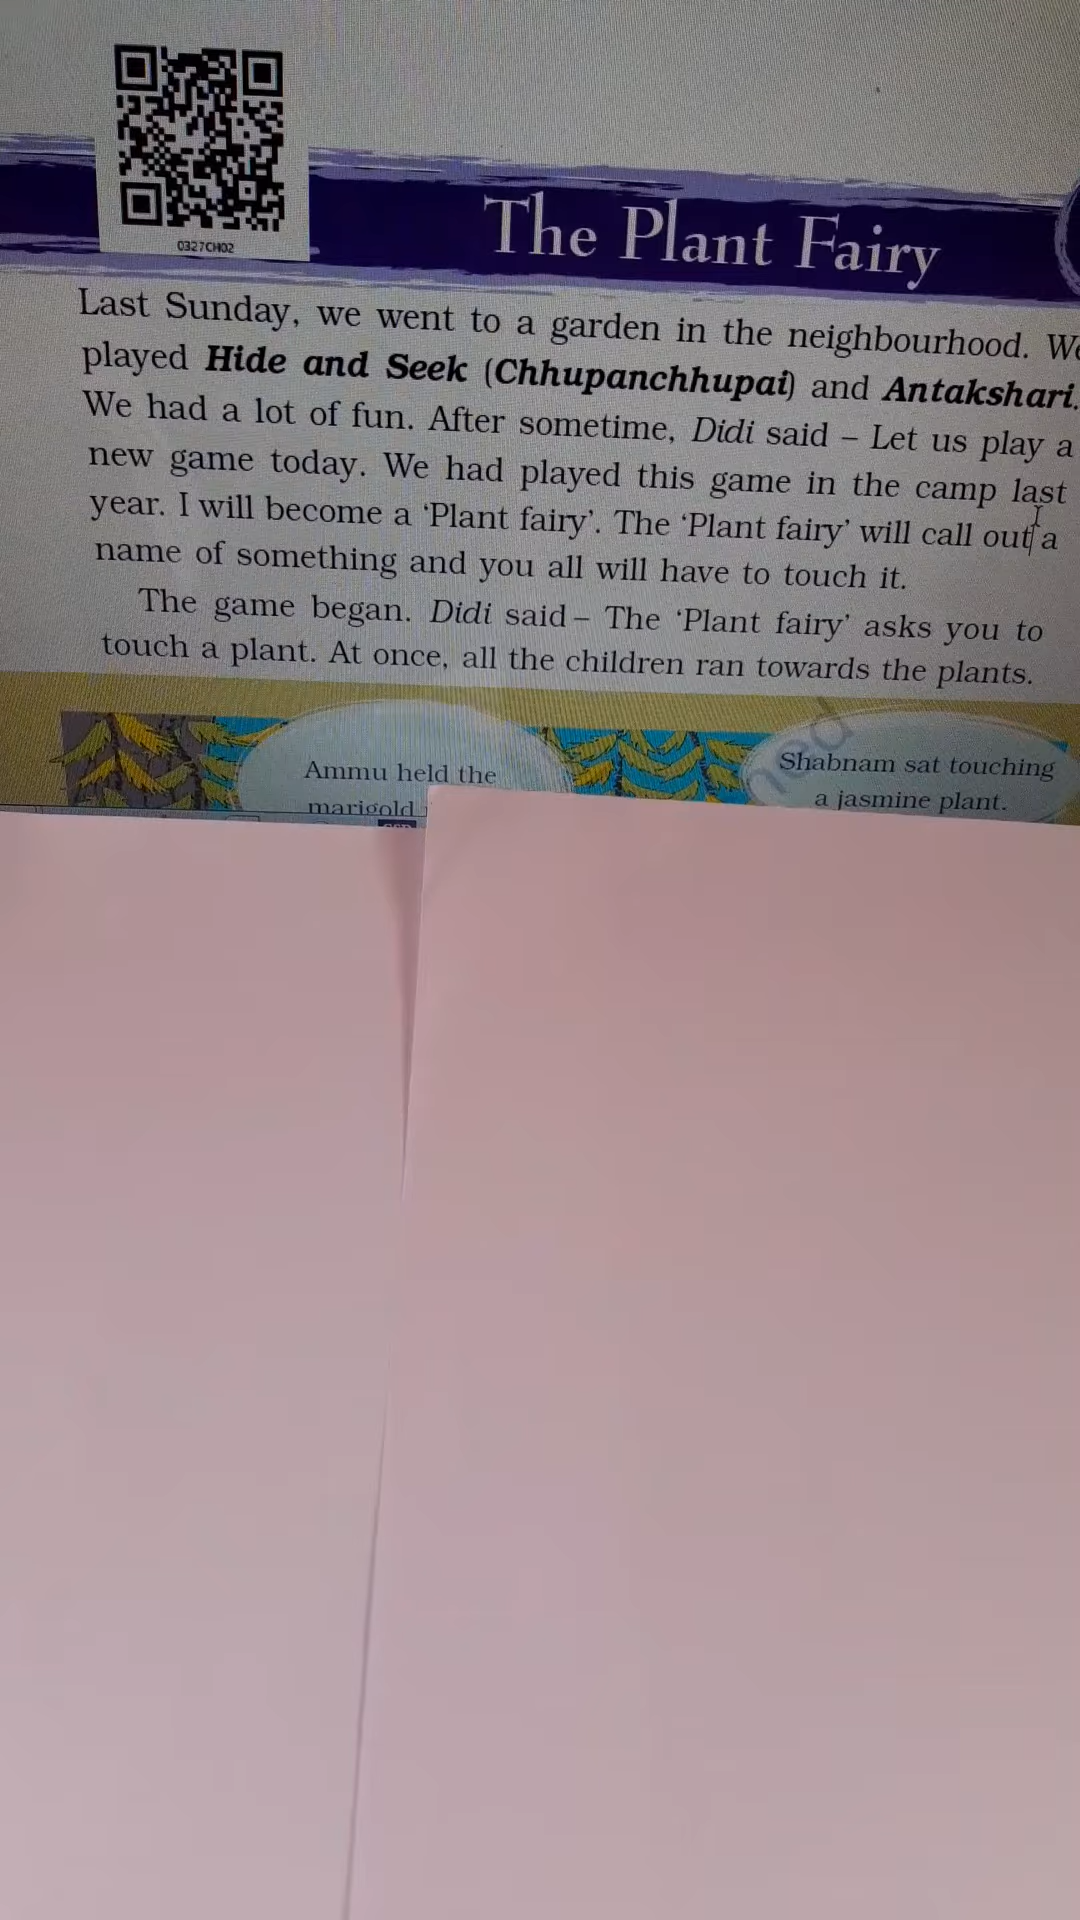 0327CH02
The Plant Fairy
Last Sunday, we went to a garden in the neighbourhood. We
played Hide and Seek (Chhupanchhupai) and Antakshari.
We had a lot of fun. After sometime, Didi said – Let us play a
new game today. We had played this game in the camp last
year. I will become a ‘Plant fairy’. The ‘Plant fairy’ will call out a
name of something and you all will have to touch it.
The game began. Didi said – The ‘Plant fairy’ asks you to
touch a plant. At once, all the children ran towards the plants.
Ammu held the
marigold
Shabnam sat touching
a jasmine plant.